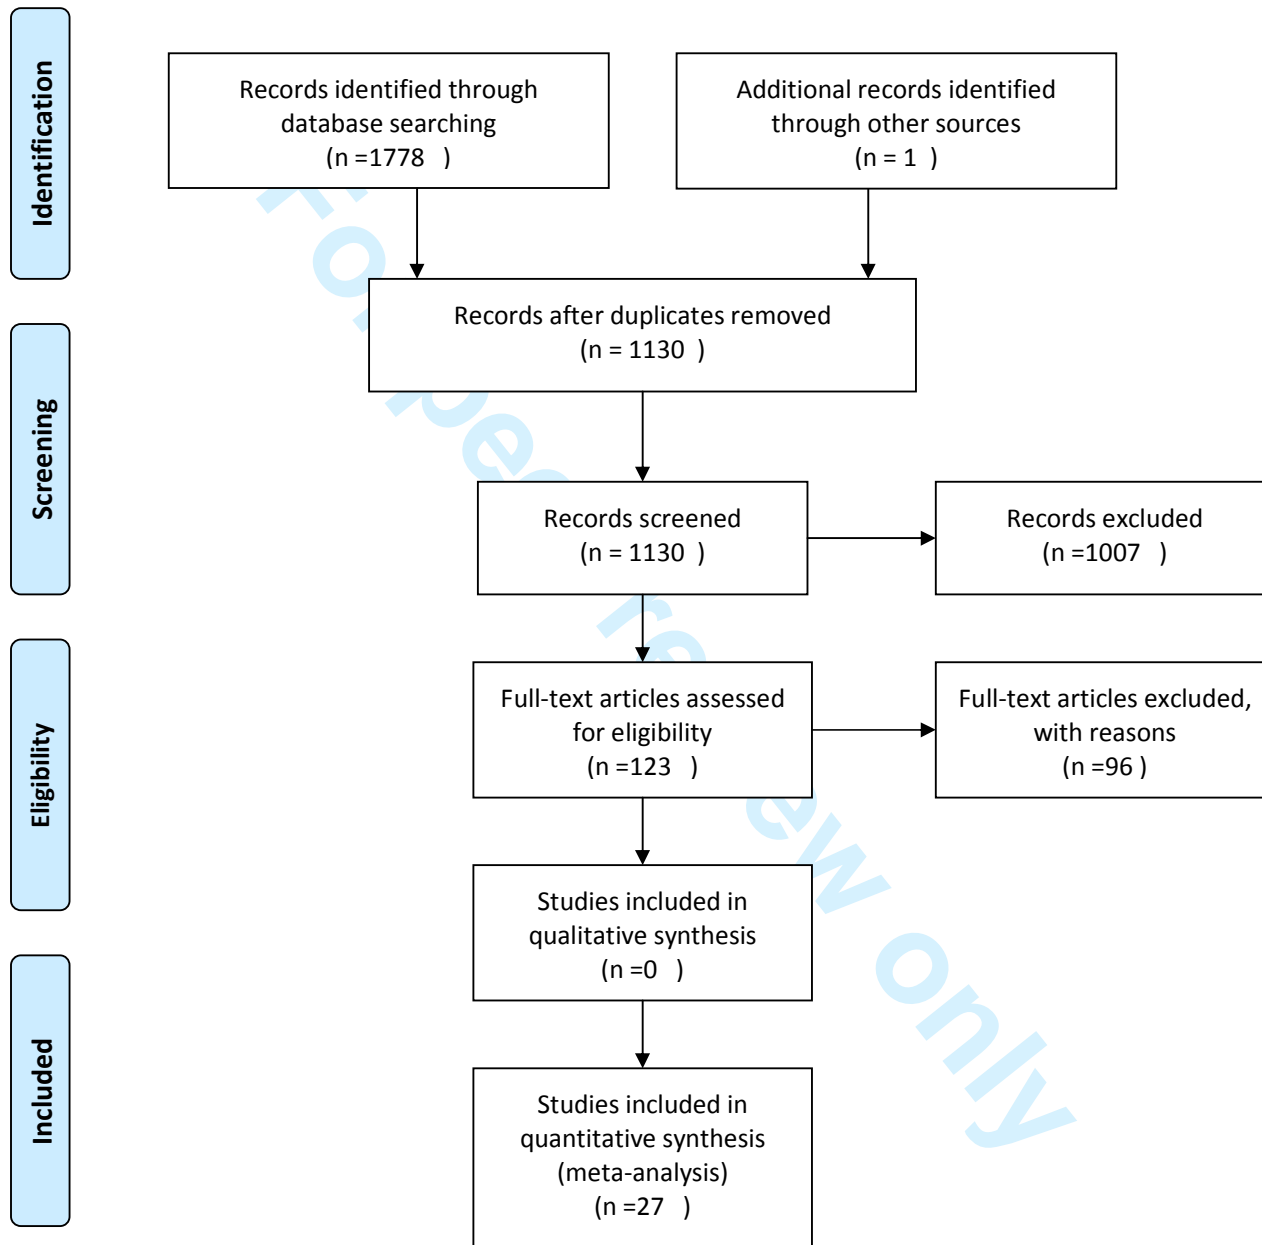 Identification
Records identified through
database searching
(n =1778   )
Additional records identified
through other sources
(n = 1  )
Records after duplicates removed
(n = 1130  )
Screening
Records screened
(n = 1130  )
Records excluded
(n =1007   )
Eligibility
Full-text articles assessed
for eligibility
(n =123   )
Full-text articles excluded,
with reasons
(n =96 )
Studies included in
qualitative synthesis
(n =0   )
Included
Studies included in
quantitative synthesis
(meta-analysis)
(n =27   )
For peer review only